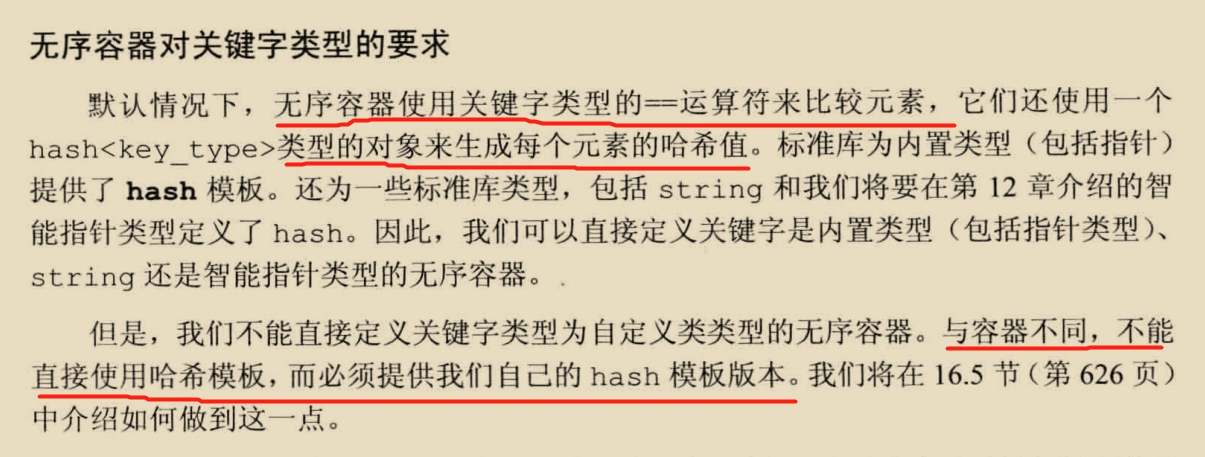 无序容器对关键字类型的要求
默认情况下，无序容器使用关键字类型的==运算符来比较元素，它们还使用一个
hash<key_type>类型的对象来生成每个元素的哈希值。标准库为内置类型（包括指针）
提供了 hash 模板。还为一些标准库类型，包括 string 和我们将要在第 12 章介绍的智
能指针类型定义了 hash。因此，我们可以直接定义关键字是内置类型（包括指针类型）、
string 还是智能指针类型的无序容器。
但是，我们不能直接定义关键字类型为自定义类类型的无序容器。与容器不同，不能
直接使用哈希模板，而必须提供我们自己的 hash 模板版本。我们将在 16.5 节（第 626 页）
中介绍如何做到这一点。